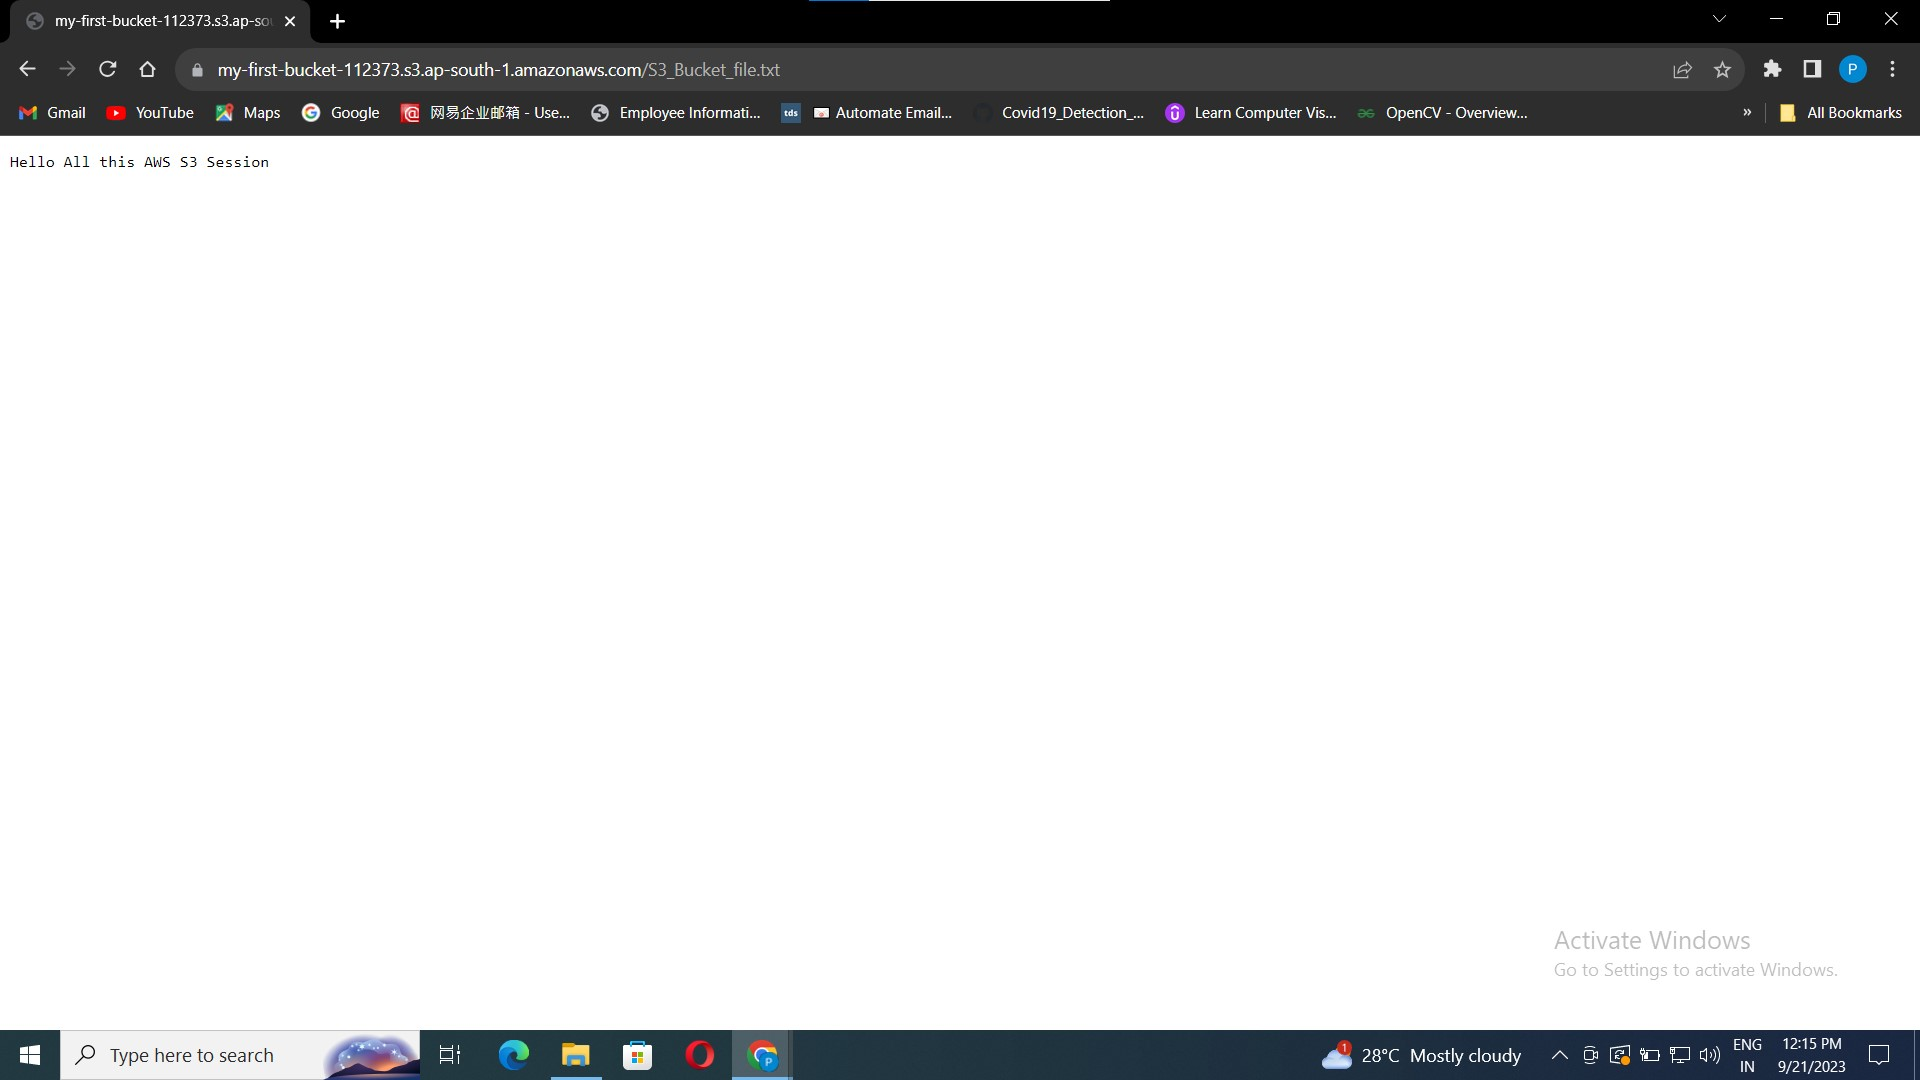 my-first-bucket-112373.s3.ap-sou
my-first-bucket-112373.s3.ap-south-1.amazonaws.com/S3_Bucket_file.txt
P
Gmail
YouTube
Maps
Google
网易企业邮箱 - Use...
Employee Informati...
tds
Automate Email...
Covid19_Detection_...
Learn Computer Vis...
OpenCV - Overview...
»
All Bookmarks
Hello All this AWS S3 Session
Activate Windows
Go to Settings to activate Windows.
Type here to search
P
1
28°C Mostly cloudy
ENG
IN
12:15 PM
9/21/2023